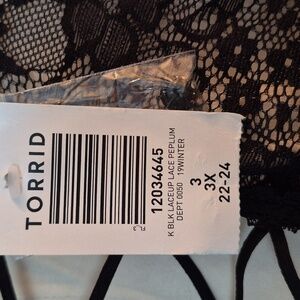 TORRID
12034645
K BLK LACEUP LACE PEPLUM
DEPT 0050 19WINTER
3
3X
22-24